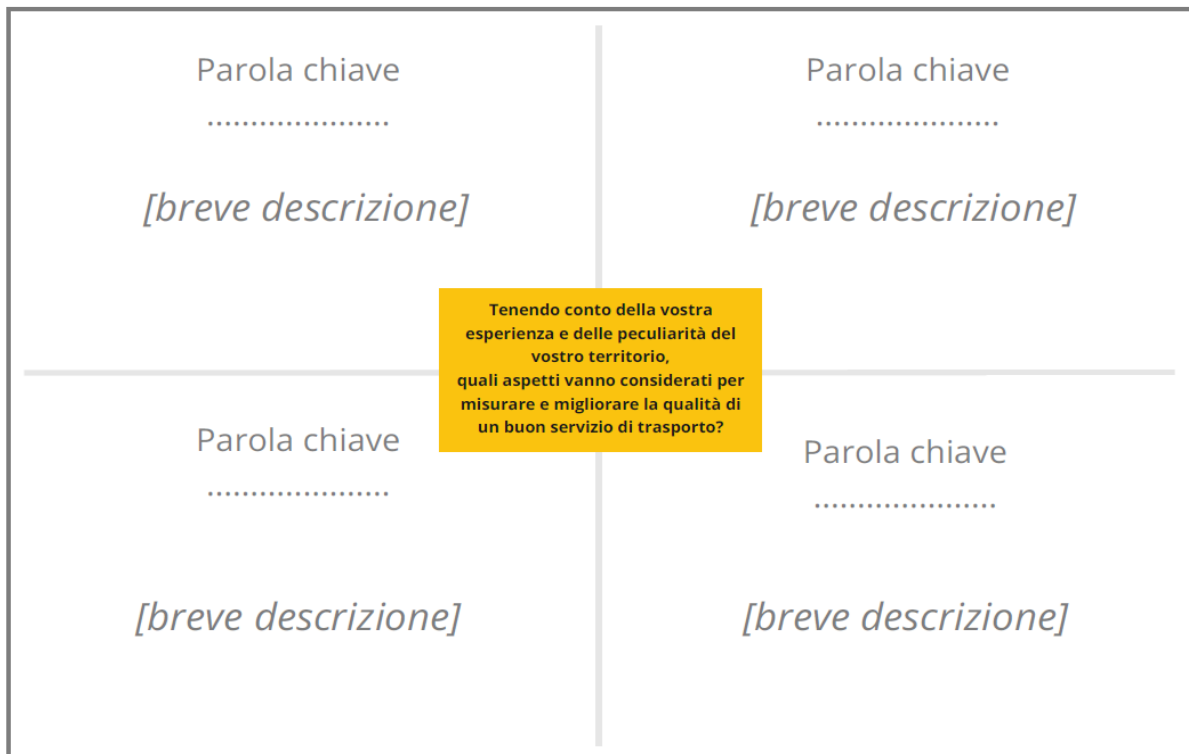 Parola chiave
.....................
[breve descrizione]
Parola chiave
.....................
[breve descrizione]
Tenendo conto della vostra
esperienza e delle peculiarità del
vostro territorio,
quali aspetti vanno considerati per
misurare e migliorare la qualità di
un buon servizio di trasporto?
Parola chiave
.....................
[breve descrizione]
Parola chiave
.....................
[breve descrizione]